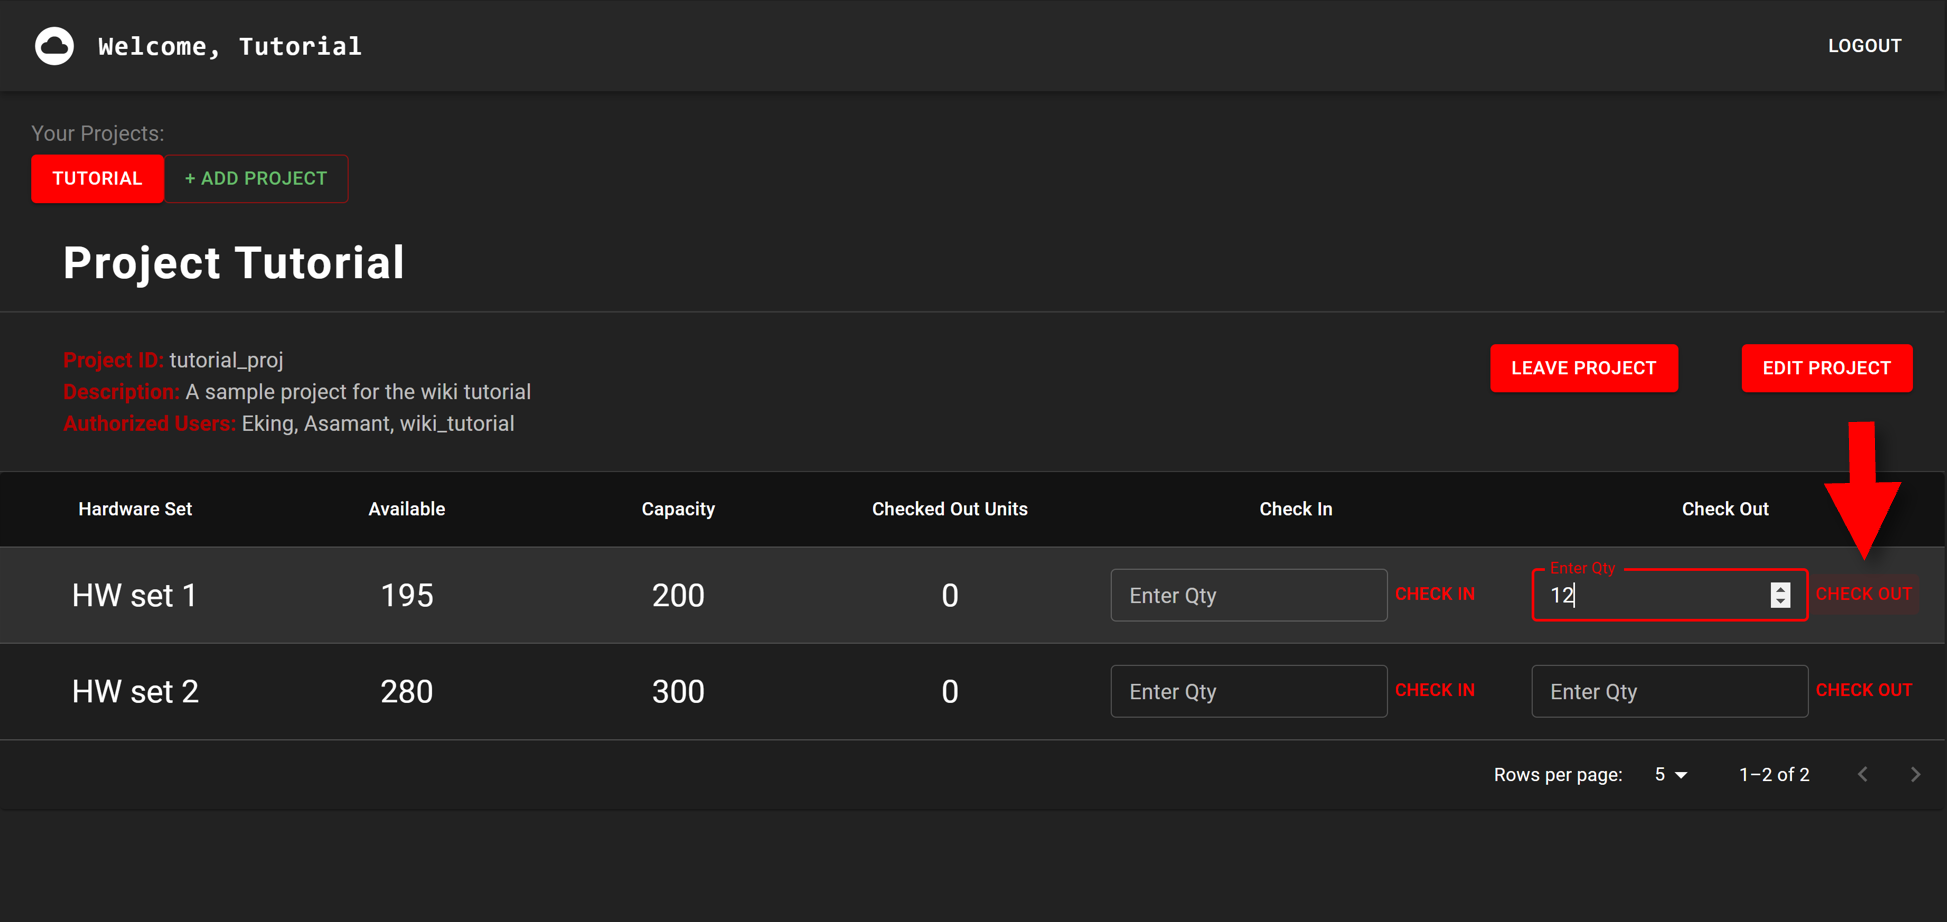 Welcome, Tutorial
LOGOUT
Your Projects:
TUTORIAL
+ ADD PROJECT
Project Tutorial
Project ID: tutorial_proj
Description: A sample project for the wiki tutorial
Authorized Users: Eking, Asamant, wiki_tutorial
LEAVE PROJECT
EDIT PROJECT
Hardware Set Available Capacity Checked Out Units Check In Check Out
Enter Qty
HW set 1 195 200 0 Enter Qty CHECK IN 12 CHECK OUT
HW set 2 280 300 0 Enter Qty CHECK IN Enter Qty CHECK OUT
Rows per page: 5 1–2 of 2